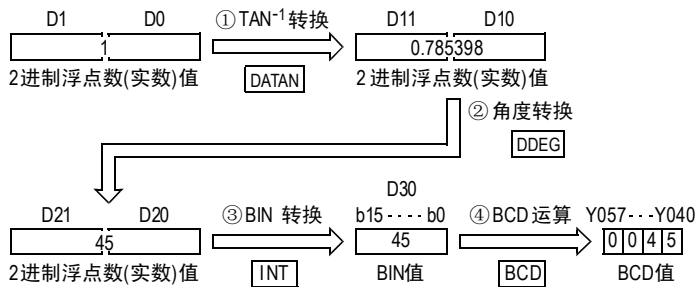 D1 D0 ①TAN-1转换 D11 D10
1 0.785398
2进制浮点数(实数)值 DATAN 2进制浮点数(实数)值
②角度转换
DDEG
D30
D21 D20 ③BIN 转换 b15----b0 ④BCD运算 Y057---Y040
45 45 0 0 4 5
2进制浮点数(实数)值 INT BIN值 BCD BCD值